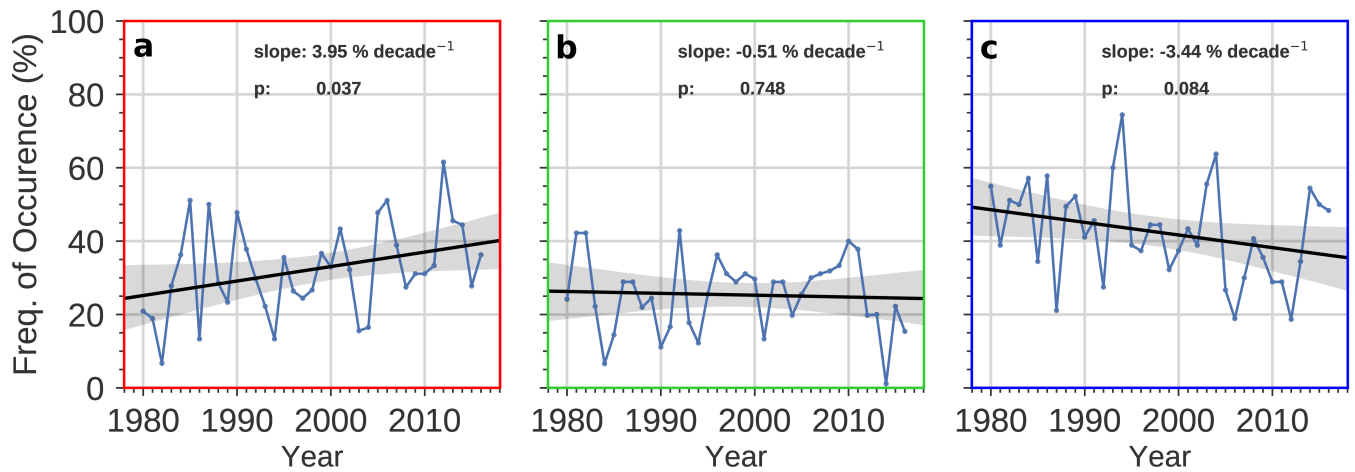 a
slope: 3.95 % decade⁻¹
p: 0.037
b
slope: -0.51 % decade⁻¹
p: 0.748
c
slope: -3.44 % decade⁻¹
p: 0.084
Freq. of Occurence (%)
100
80
60
40
20
0
1980 1990 2000 2010
1980 1990 2000 2010
1980 1990 2000 2010
Year
Year
Year